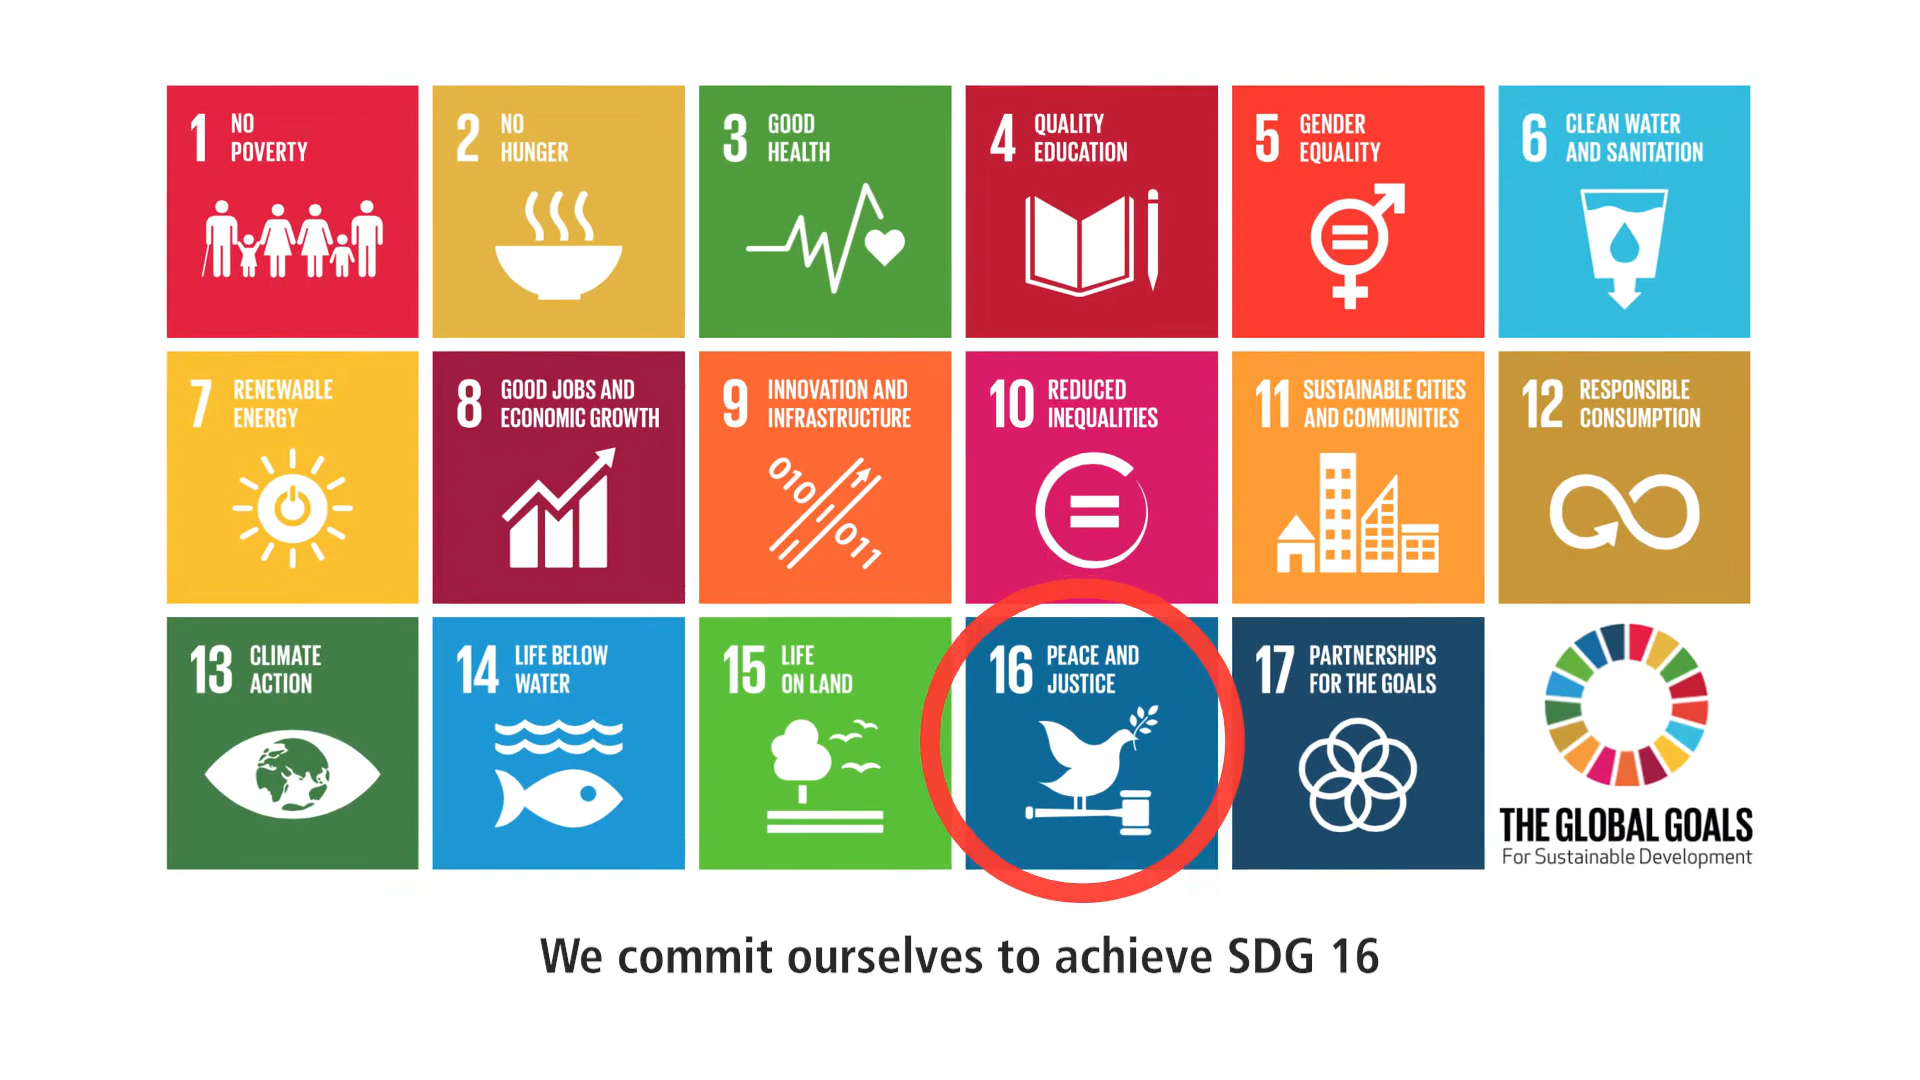 1 NO
POVERTY
2 NO
HUNGER
3 GOOD
HEALTH
4 QUALITY
EDUCATION
5 GENDER
EQUALITY
6 CLEAN WATER
AND SANITATION
7 RENEWABLE
ENERGY
8 GOOD JOBS AND
ECONOMIC GROWTH
9 INNOVATION AND
INFRASTRUCTURE
010
011
10 REDUCED
INEQUALITIES
11 SUSTAINABLE CITIES
AND COMMUNITIES
12 RESPONSIBLE
CONSUMPTION
13 CLIMATE
ACTION
14 LIFE BELOW
WATER
15 LIFE
ON LAND
16 PEACE AND
JUSTICE
17 PARTNERSHIPS
FOR THE GOALS
THE GLOBAL GOALS
For Sustainable Development
We commit ourselves to achieve SDG 16